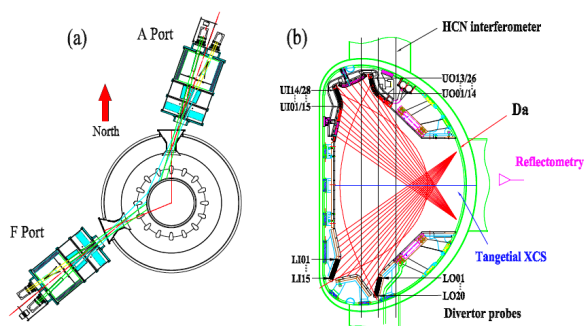 (a)
A Port
North
F Port
(b)
HCN interferometer
UI14/28
UI01/15
UO13/26
UO01/14
Da
Reflectometry
Tangetial XCS
LI01
LI15
LO01
LO20
Divertor probes